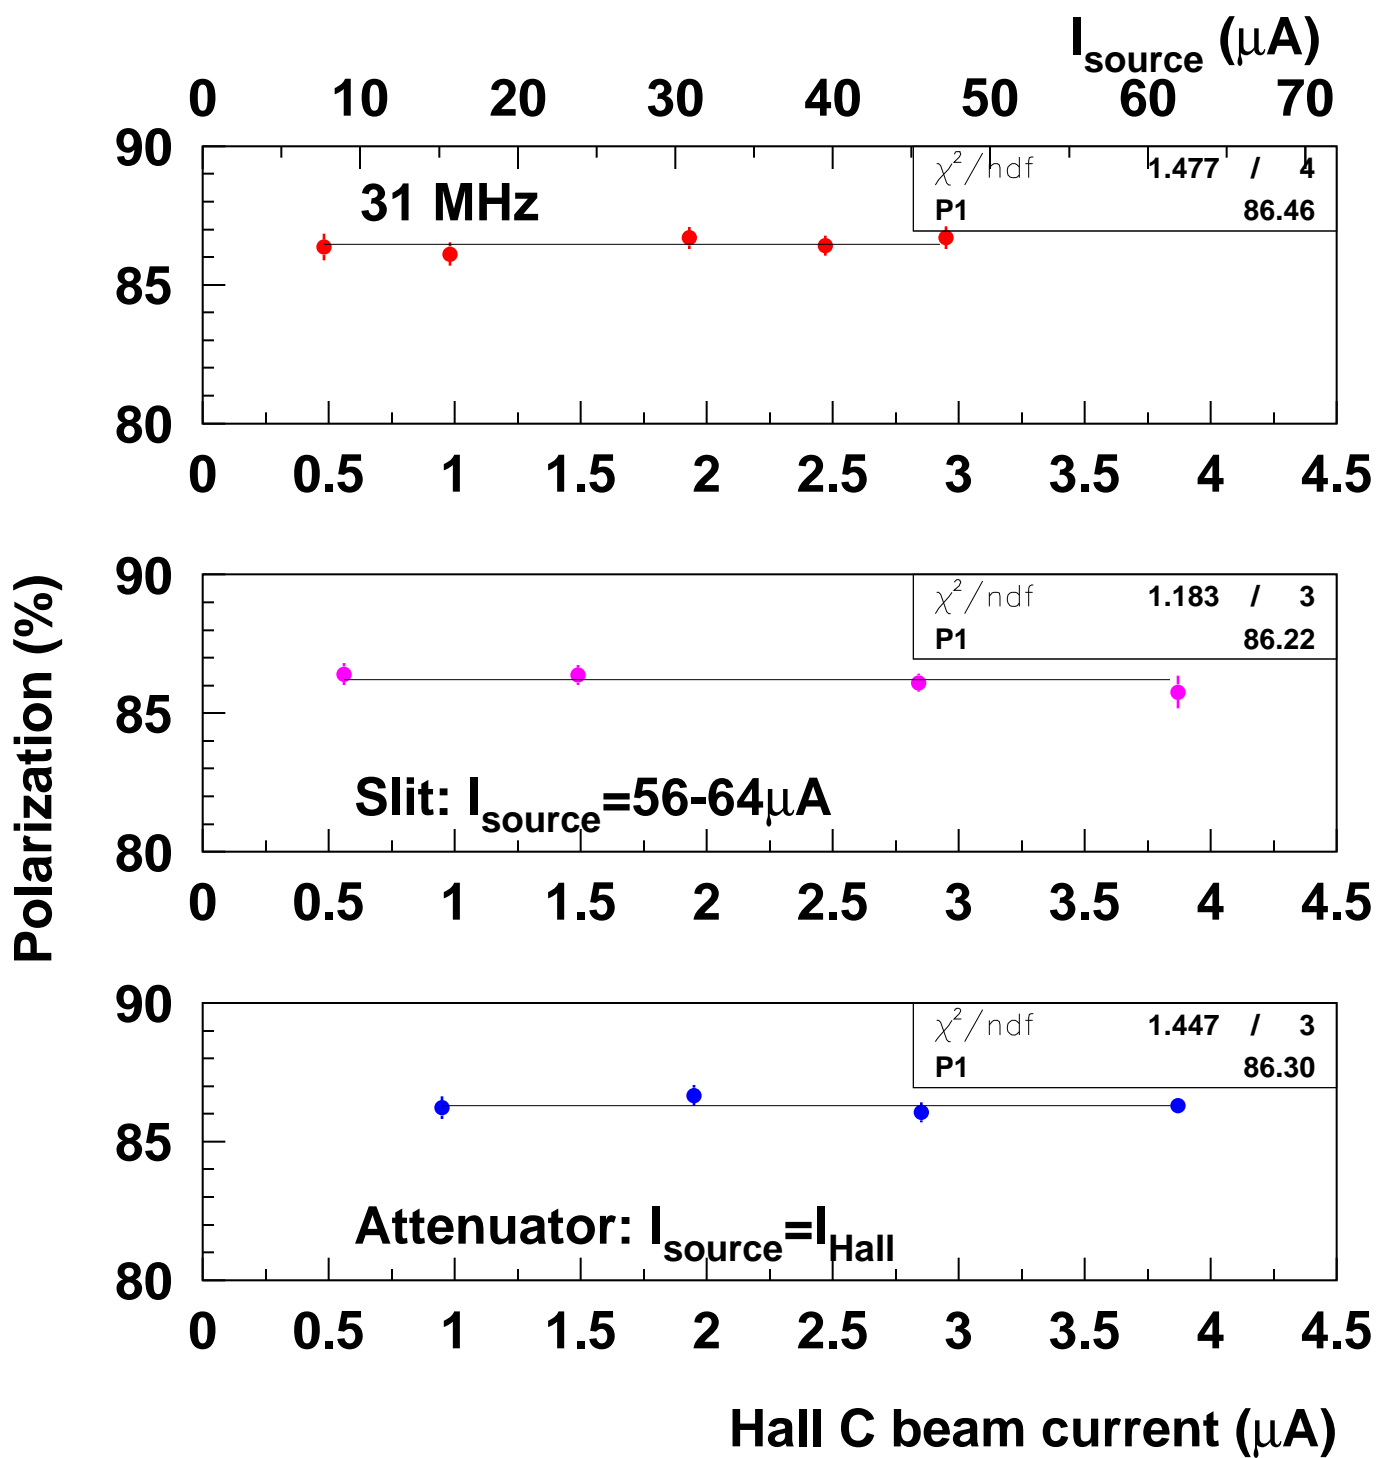 I_source (μA)
0 10 20 30 40 50 60 70
90
χ²/ndf 1.477 / 4
31 MHz
P1 86.46
85
80
0 0.5 1 1.5 2 2.5 3 3.5 4 4.5
Polarization (%)
90
χ²/ndf 1.183 / 3
P1 86.22
85
Slit: I_source=56-64μA
80
0 0.5 1 1.5 2 2.5 3 3.5 4 4.5
90
χ²/ndf 1.447 / 3
P1 86.30
85
Attenuator: I_source=I_Hall
80
0 0.5 1 1.5 2 2.5 3 3.5 4 4.5
Hall C beam current (μA)